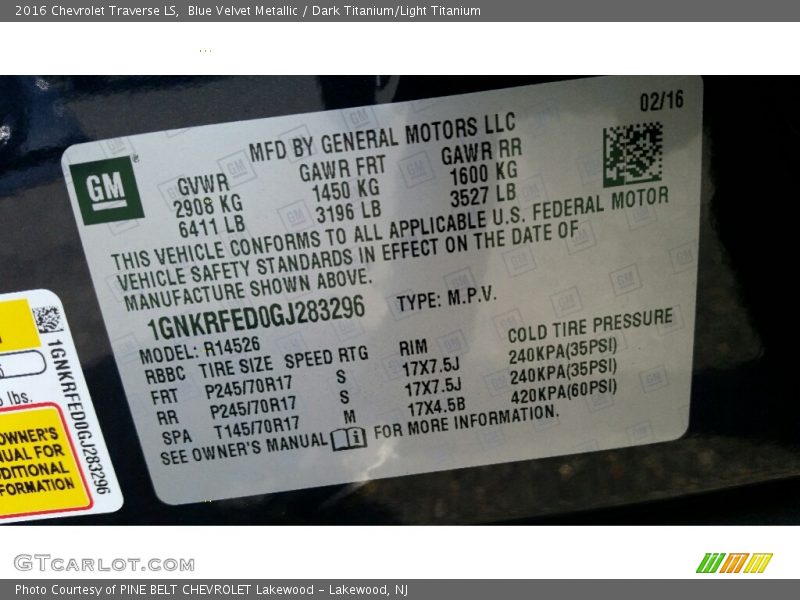 2016 Chevrolet Traverse LS,  Blue Velvet Metallic / Dark Titanium/Light Titanium
02/16
MFD BY GENERAL MOTORS LLC
GM
GVWR GAWR FRT GAWR RR
2908 KG 1450 KG 1600 KG
6411 LB 3196 LB 3527 LB
THIS VEHICLE CONFORMS TO ALL APPLICABLE U.S. FEDERAL MOTOR
VEHICLE SAFETY STANDARDS IN EFFECT ON THE DATE OF
MANUFACTURE SHOWN ABOVE.
1GNKRFED0GJ283296 TYPE: M.P.V.
MODEL: R14526
RBBC TIRE SIZE SPEED RTG RIM COLD TIRE PRESSURE
FRT P245/70R17 S 17X7.5J 240KPA(35PSI)
RR P245/70R17 S 17X7.5J 240KPA(35PSI)
SPA T145/70R17 M 17X4.5B 420KPA(60PSI)
SEE OWNER'S MANUAL FOR MORE INFORMATION.
1GNKRFED0GJ283296
lbs.
OWNER'S
UAL FOR
DITIONAL
FORMATION
GTCARLOT.COM
Photo Courtesy of PINE BELT CHEVROLET Lakewood - Lakewood, NJ